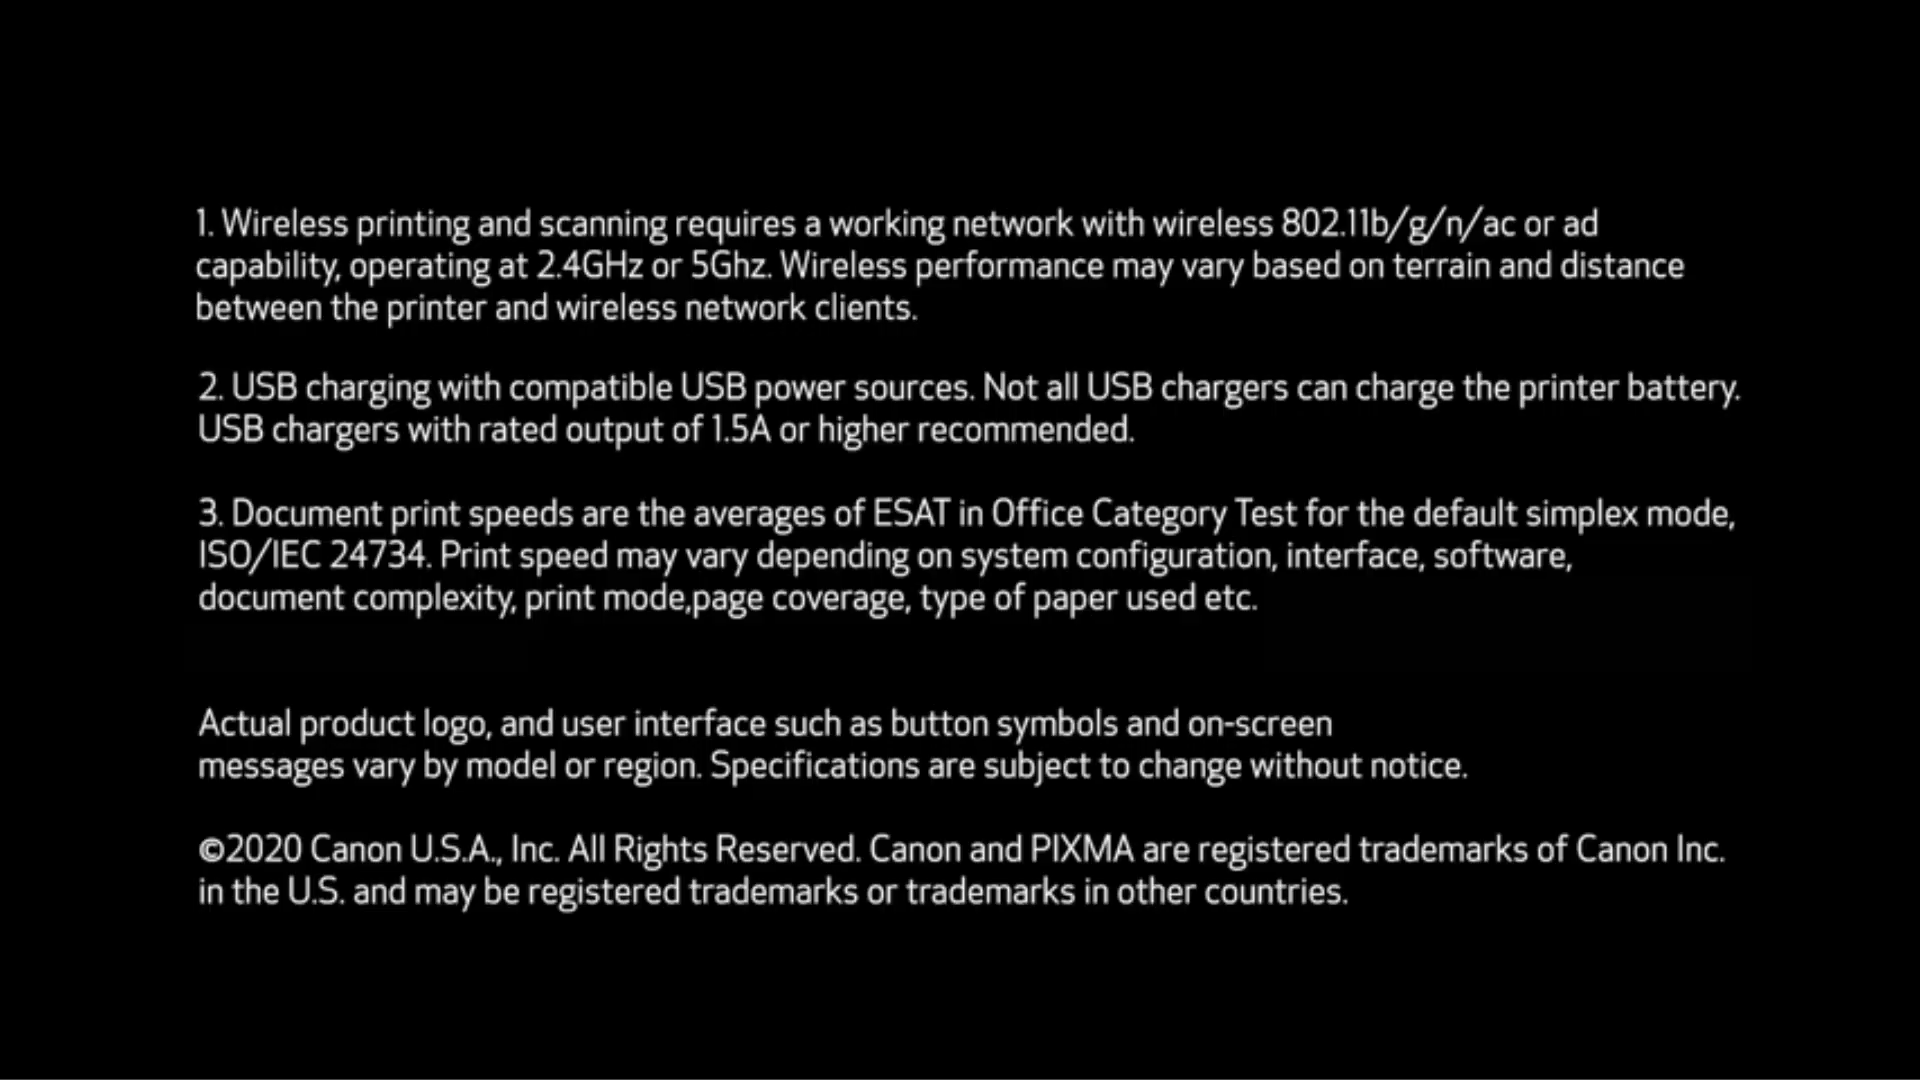 1. Wireless printing and scanning requires a working network with wireless 802.11b/g/n/ac or ad
capability, operating at 2.4GHz or 5Ghz. Wireless performance may vary based on terrain and distance
between the printer and wireless network clients.
2. USB charging with compatible USB power sources. Not all USB chargers can charge the printer battery.
USB chargers with rated output of 1.5A or higher recommended.
3. Document print speeds are the averages of ESAT in Office Category Test for the default simplex mode,
ISO/IEC 24734. Print speed may vary depending on system configuration, interface, software,
document complexity, print mode,page coverage, type of paper used etc.
Actual product logo, and user interface such as button symbols and on-screen
messages vary by model or region. Specifications are subject to change without notice.
©2020 Canon U.S.A., Inc. All Rights Reserved. Canon and PIXMA are registered trademarks of Canon Inc.
in the U.S. and may be registered trademarks or trademarks in other countries.